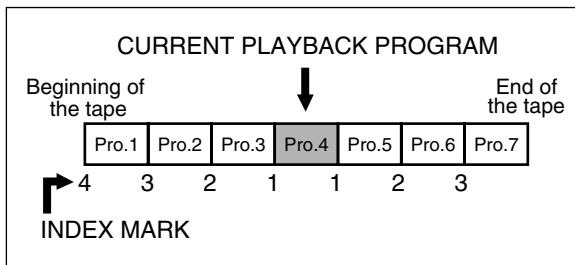 CURRENT PLAYBACK PROGRAM
Beginning of
the tape
End of
the tape
Pro.1 Pro.2 Pro.3 Pro.4 Pro.5 Pro.6 Pro.7
4 3 2 1 1 2 3
INDEX MARK